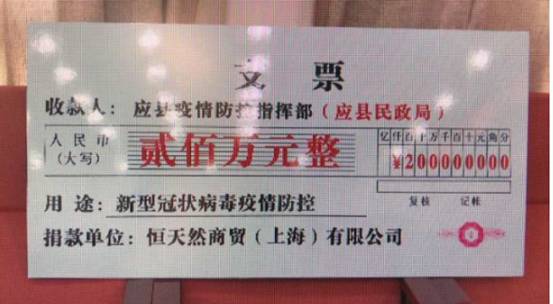 支 票
收款人：应县疫情防控指挥部（应县民政局）
人民币
（大写）
贰佰万元整
亿仟百十万千百十元角分
¥200000000
复核 记帐
用 途：新型冠状病毒疫情防控
捐款单位：恒天然商贸（上海）有限公司